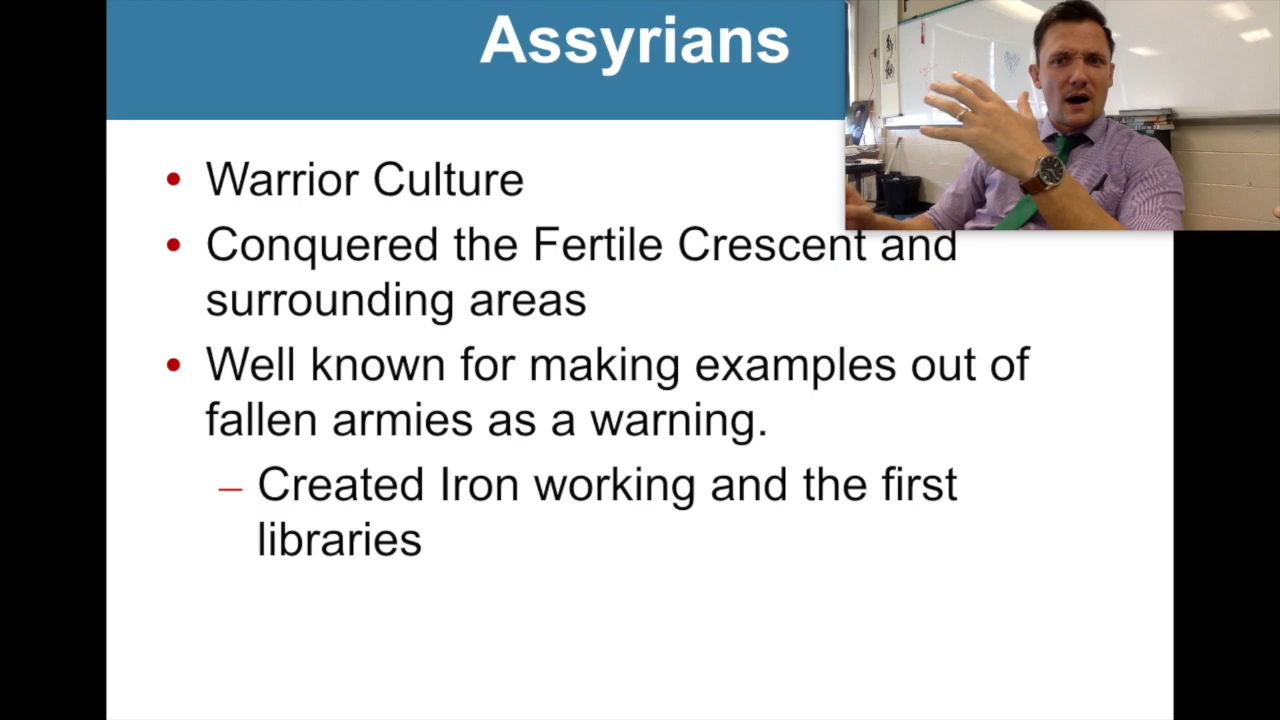 Assyrians
• Warrior Culture
• Conquered the Fertile Crescent and
surrounding areas
• Well known for making examples out of
fallen armies as a warning.
– Created Iron working and the first
libraries